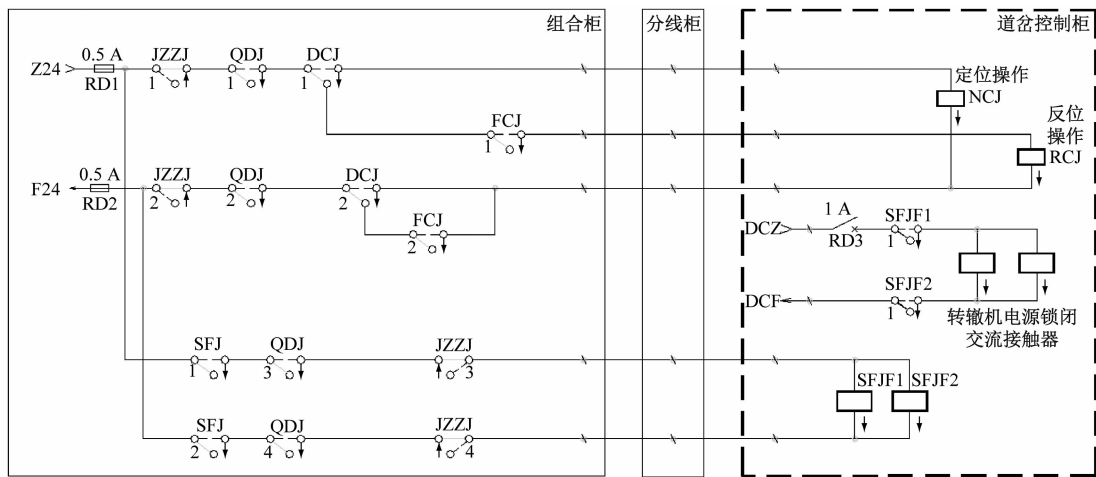 组合柜
分线柜
道岔控制柜
0.5 A
JZZJ
QDJ
DCJ
Z24
RD1
1
1
1
定位操作
NCJ
FCJ
1
反位
操作
RCJ
0.5 A
JZZJ
QDJ
DCJ
F24
RD2
2
2
2
FCJ
2
1 A
SFJF1
DCZ
RD3
1
SFJF2
DCF
1
转辙机电源锁闭
交流接触器
SFJ
QDJ
JZZJ
1
3
3
SFJF1
SFJF2
SFJ
QDJ
JZZJ
2
4
4